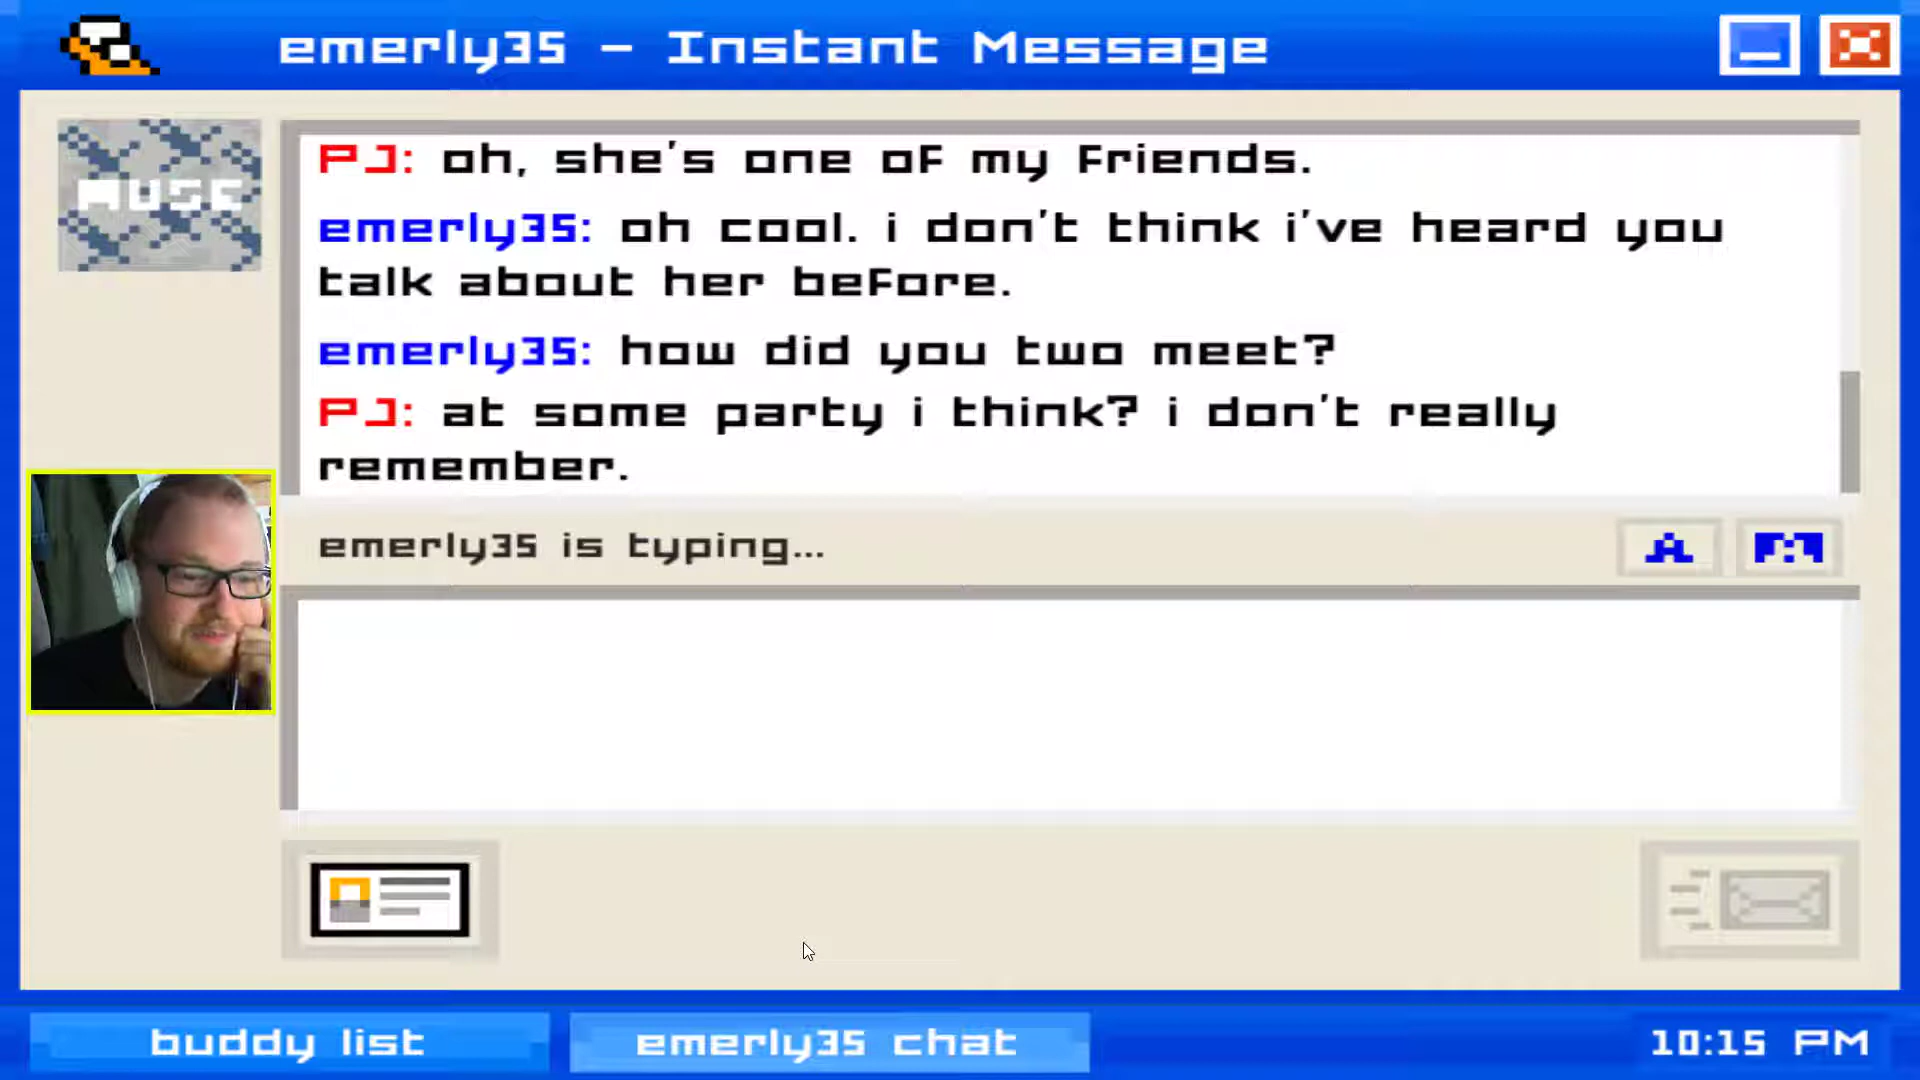 emerly35 - Instant Message
MUSE
PJ: oh, she's one of my friends.
emerly35: oh cool. i don't think i've heard you
talk about her before.
emerly35: how did you two meet?
PJ: at some party i think? i don't really
remember.
emerly35 is typing...
A
buddy list
emerly35 chat
10:15 PM